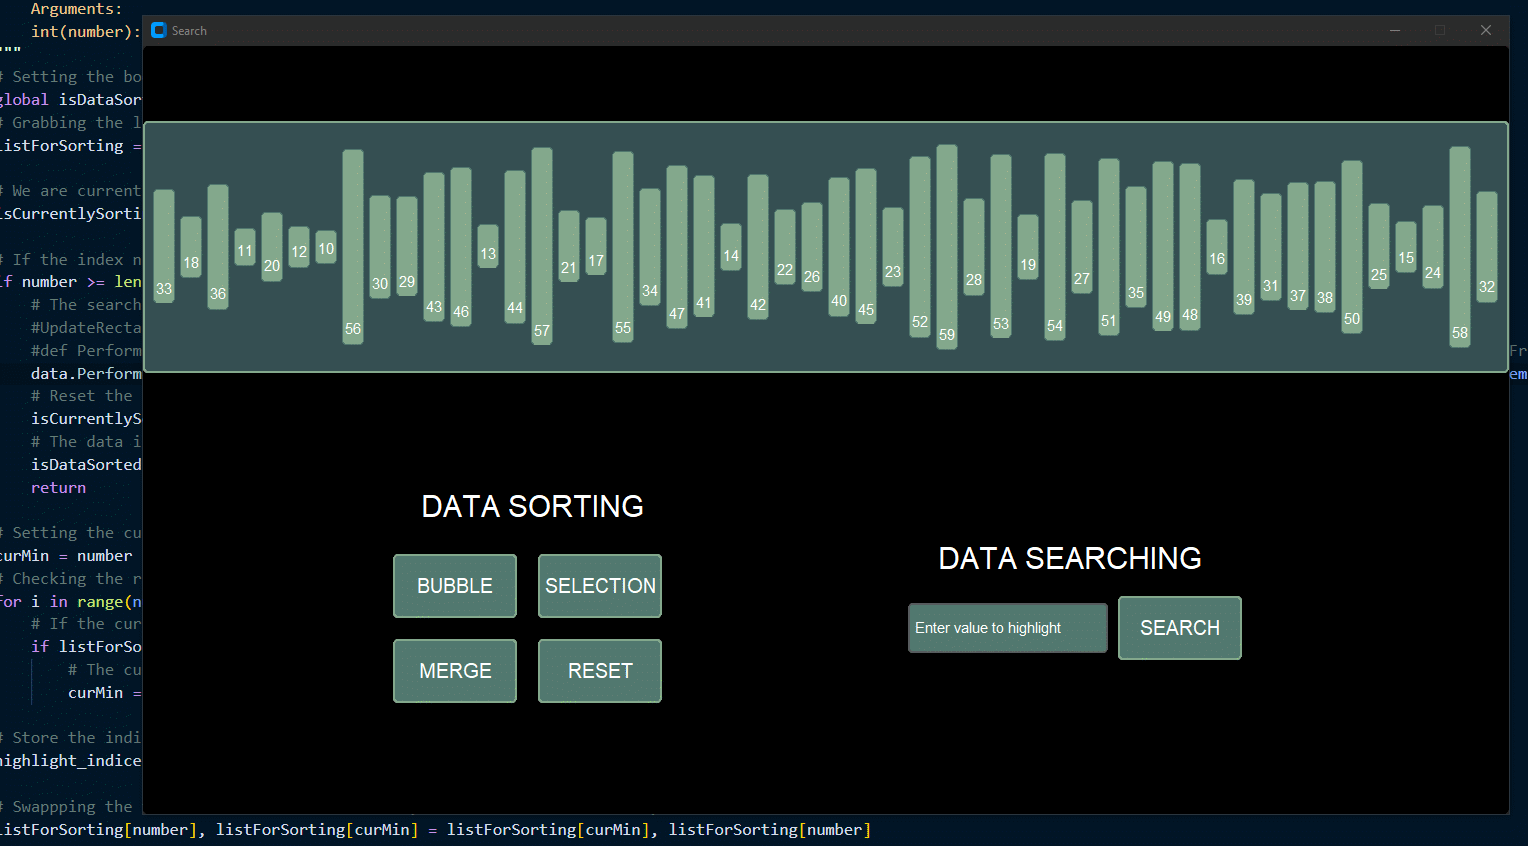 Arguments:
int(number):
"""
# Setting the bo
global isDataSor
# Grabbing the l
listForSorting =
# We are current
isCurrentlySorti
# If the index n
if number >= len
# The search
#UpdateRecta
#def Perform
data.Perform
# Reset the
isCurrentlyS
# The data i
isDataSorted
return
# Setting the cu
curMin = number
# Checking the r
for i in range(n
# If the cur
if listForSo
# The cu
curMin =
# Store the indi
highlight_indice
# Swappping the
listForSorting[number], listForSorting[curMin] = listForSorting[curMin], listForSorting[number]
Search
33 18 36 11 20 12 10 56 30 29 43 46 13 44 57 21 17 55 34 47 41 14 42 22 26 40 45 23 52 59 28 53 19 54 27 51 35 49 48 16 39 31 37 38 50 25 15 24 58 32
DATA SORTING
BUBBLE SELECTION
MERGE RESET
DATA SEARCHING
Enter value to highlight SEARCH
Fr
em